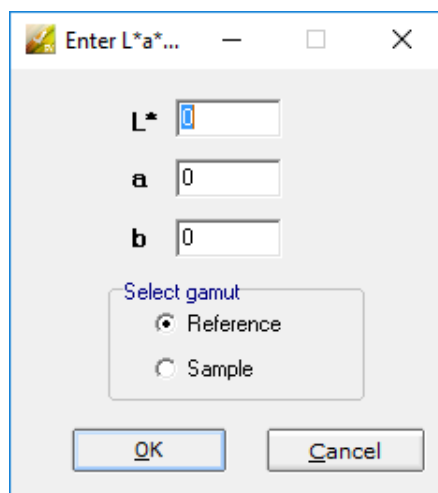 Enter L*a*...
L* 0
a 0
b 0
Select gamut
Reference
Sample
OK Cancel